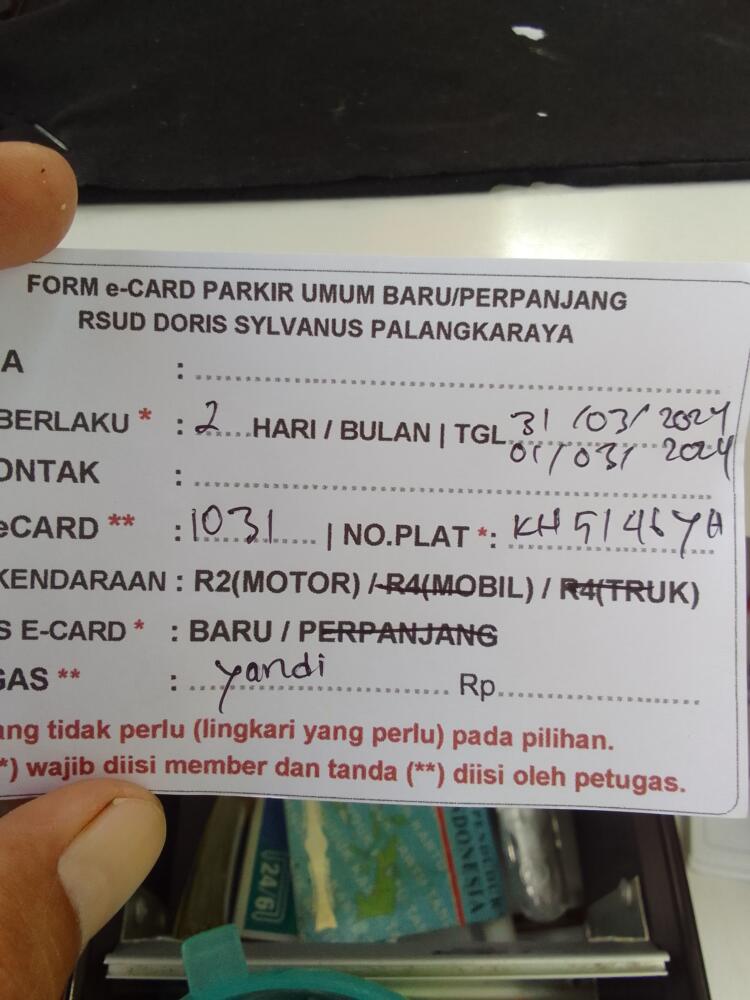 FORM e-CARD PARKIR UMUM BARU/PERPANJANG
RSUD DORIS SYLVANUS PALANGKARAYA
A :
BERLAKU * : 2 HARI / BULAN | TGL 31 /03/ 2024
01/03/ 2024
ONTAK :
eCARD ** : 1031 | NO.PLAT *: KH 5146 YA
KENDARAAN : R2(MOTOR) / R4(MOBIL) / R4(TRUK)
S E-CARD * : BARU / PERPANJANG
GAS ** : yandi Rp
ang tidak perlu (lingkari yang perlu) pada pilihan.
*) wajib diisi member dan tanda (**) diisi oleh petugas.
24/6
INDONESIA